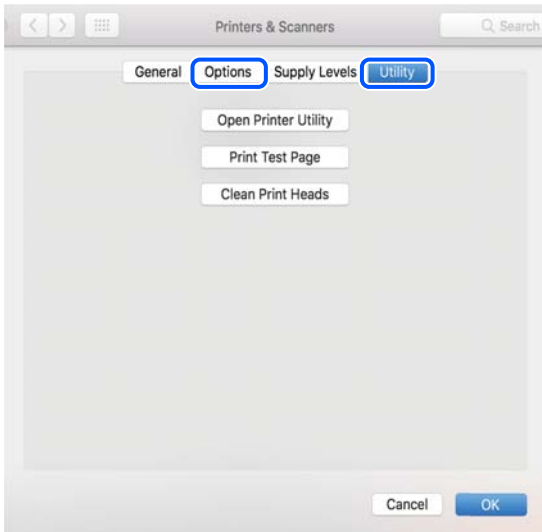 Printers & Scanners Search
General Options Supply Levels Utility
Open Printer Utility
Print Test Page
Clean Print Heads
Cancel OK